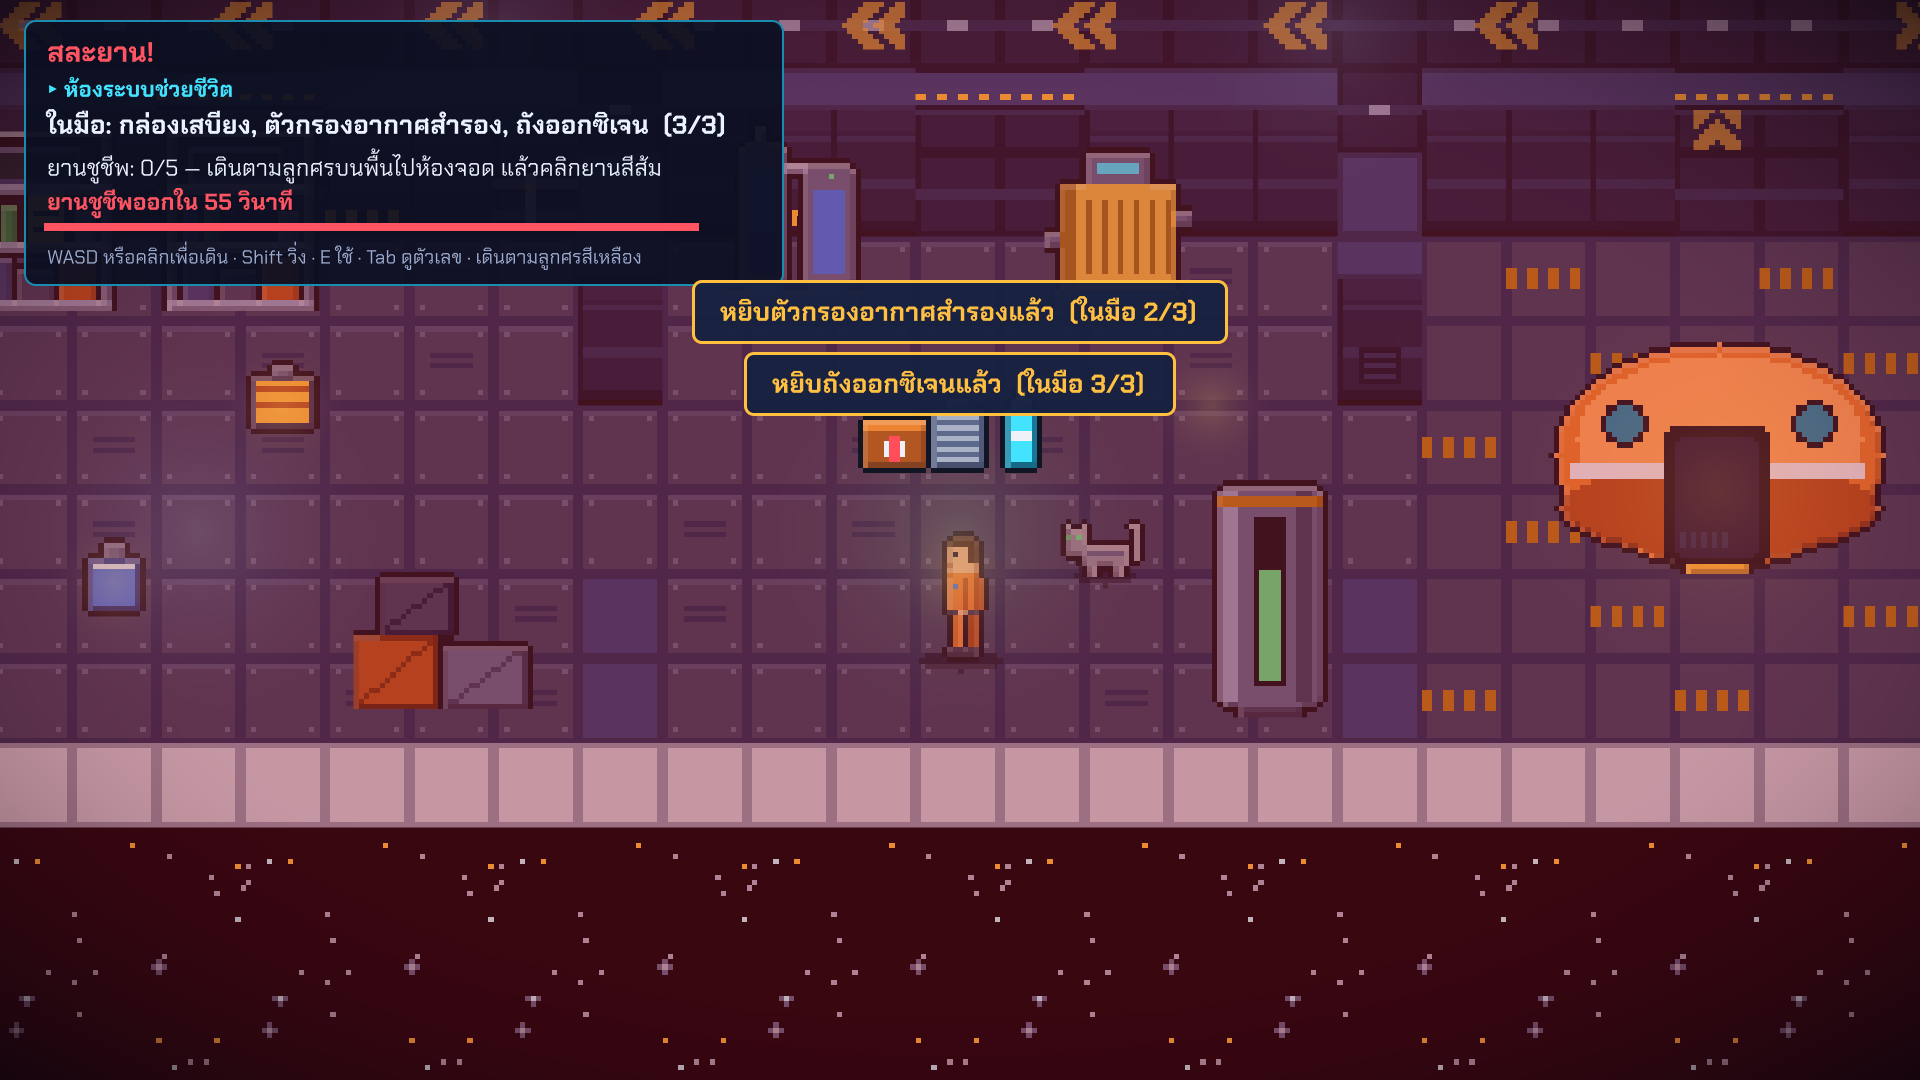 สละยาน!
▸ ห้องระบบช่วยชีวิต
ในมือ: กล่องเสบียง, ตัวกรองอากาศสำรอง, ถังออกซิเจน (3/3)
ยานชูชีพ: 0/5 — เดินตามลูกศรบนพื้นไปห้องจอด แล้วคลิกยานสีส้ม
ยานชูชีพออกใน 55 วินาที
WASD หรือคลิกเพื่อเดิน · Shift วิ่ง · E ใช้ · Tab ดูตัวเลข · เดินตามลูกศรสีเหลือง
หยิบตัวกรองอากาศสำรองแล้ว (ในมือ 2/3)
หยิบถังออกซิเจนแล้ว (ในมือ 3/3)